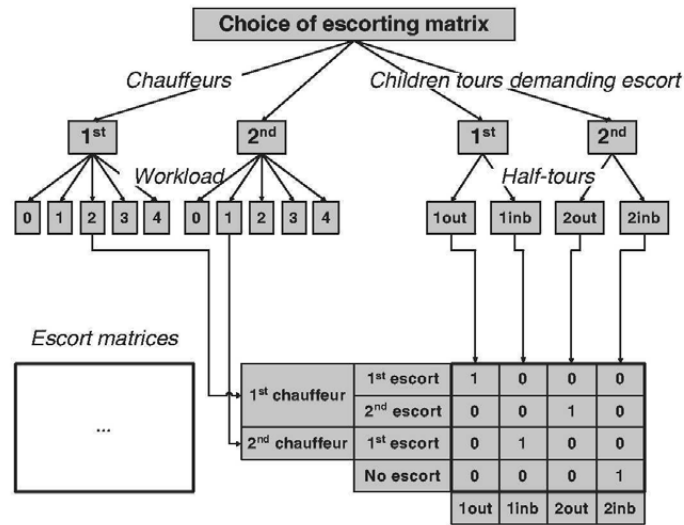 Choice of escorting matrix
Chauffeurs
Children tours demanding escort
1st
2nd
1st
2nd
Workload
Half-tours
0 1 2 3 4 0 1 2 3 4 1out 1inb 2out 2inb
Escort matrices
...
1st chauffeur 1st escort 1 0 0 0
2nd escort 0 0 1 0
2nd chauffeur 1st escort 0 1 0 0
No escort 0 0 0 1
1out 1inb 2out 2inb